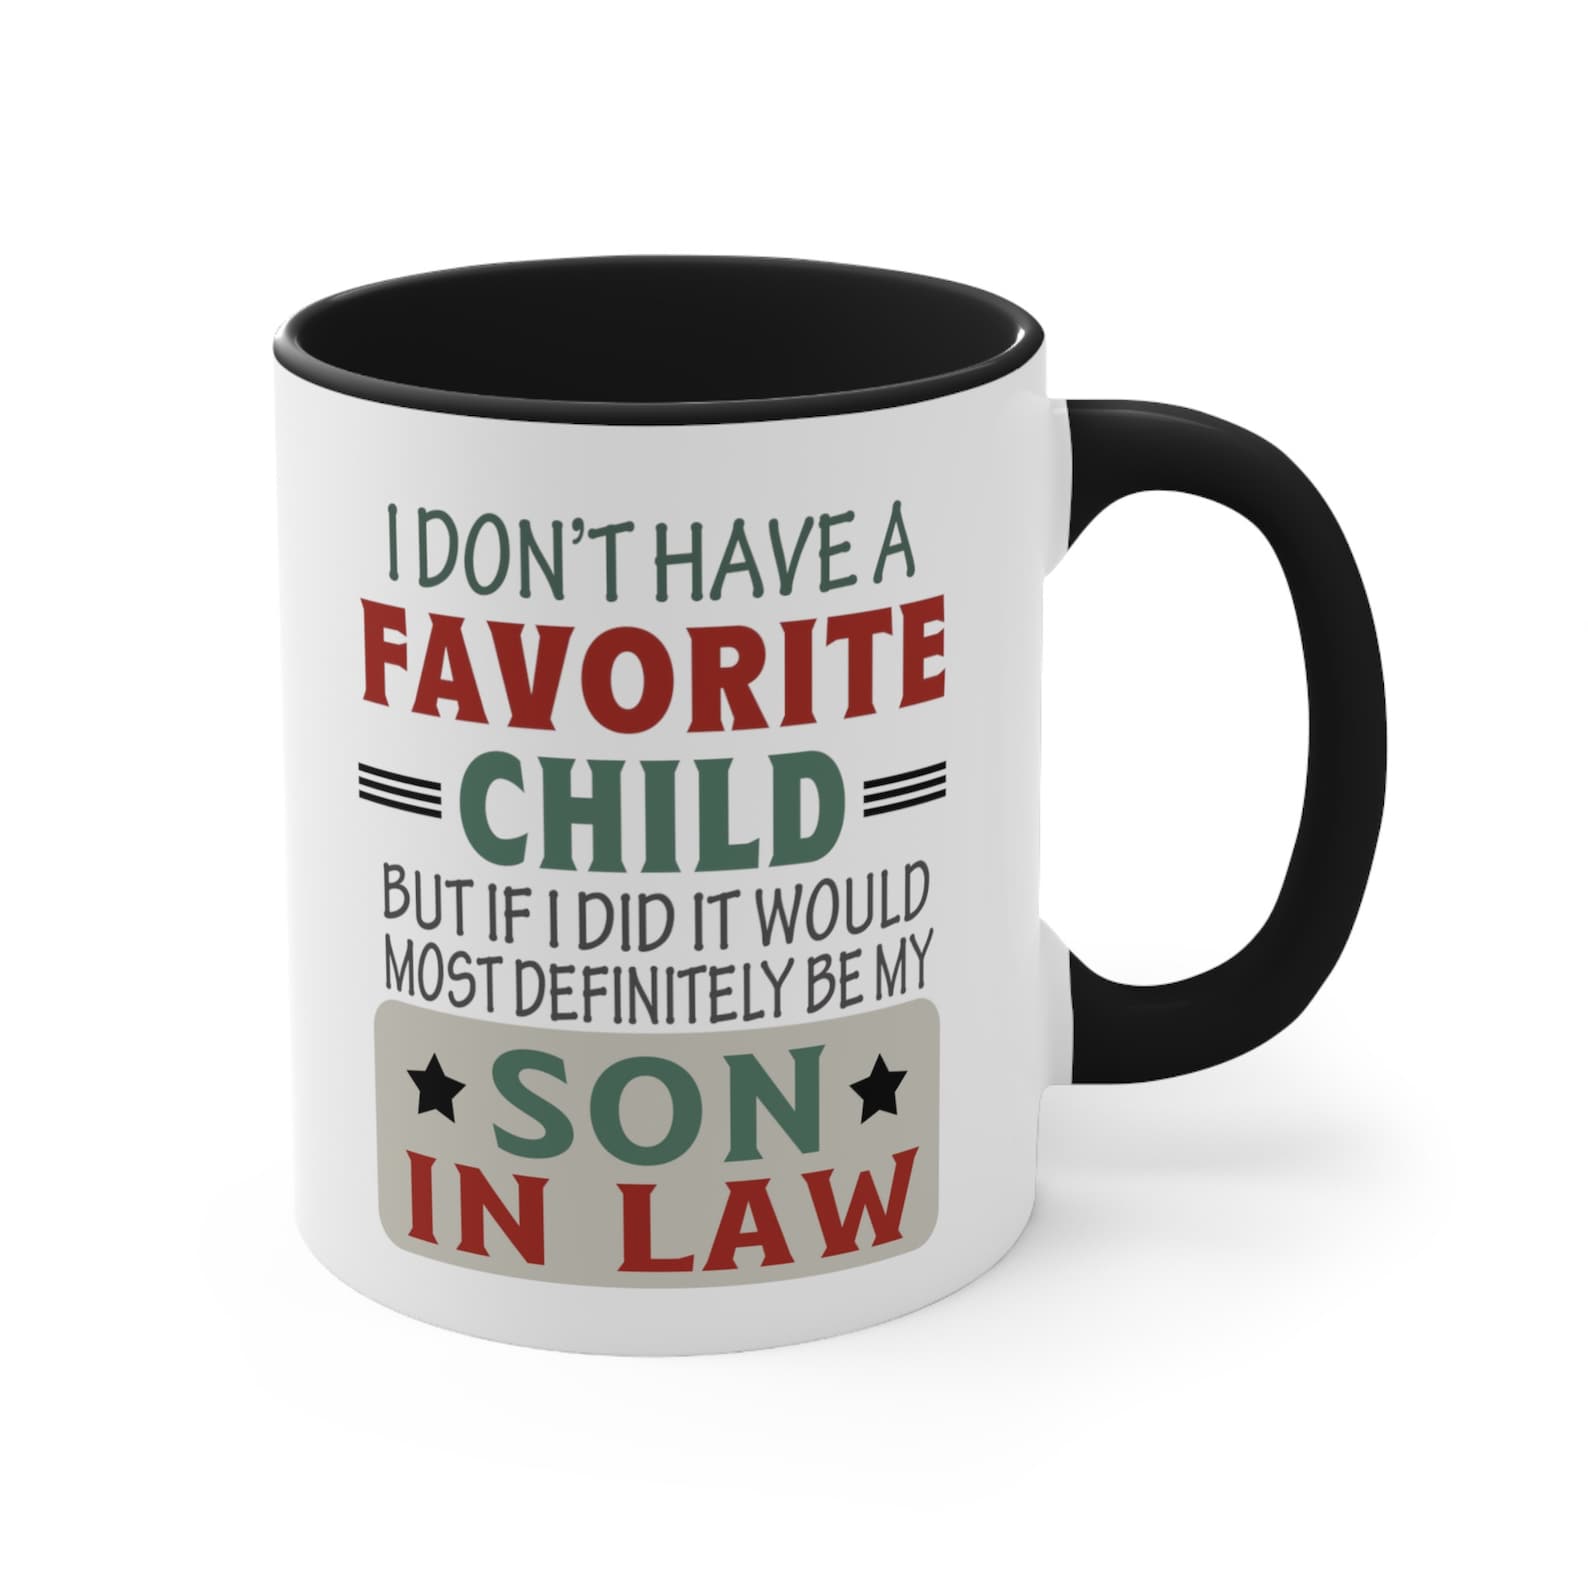 I DON'T HAVE A
FAVORITE
CHILD
BUT IF I DID IT WOULD
MOST DEFINITELY BE MY
SON
IN LAW